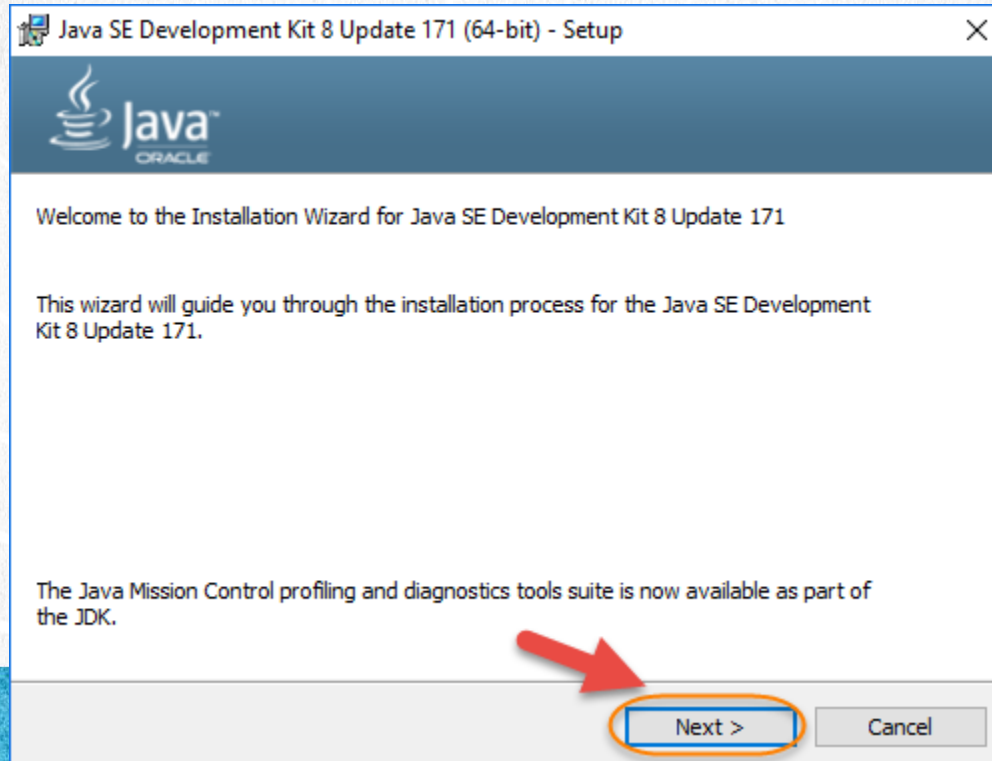 Java SE Development Kit 8 Update 171 (64-bit) - Setup
Java™
ORACLE
Welcome to the Installation Wizard for Java SE Development Kit 8 Update 171
This wizard will guide you through the installation process for the Java SE Development
Kit 8 Update 171.
The Java Mission Control profiling and diagnostics tools suite is now available as part of
the JDK.
Next >
Cancel